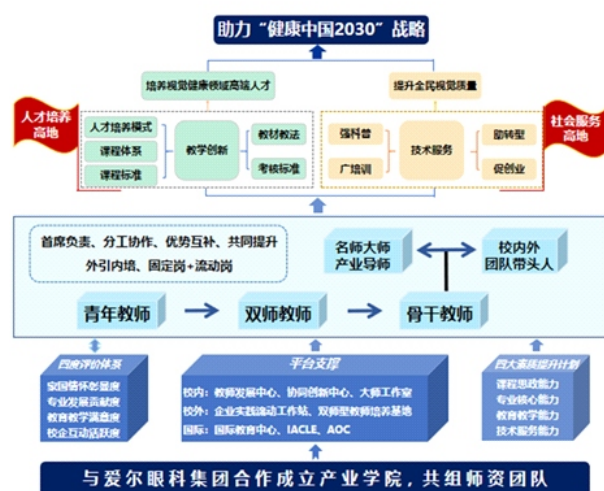 助力“健康中国2030”战略
培养视觉健康领域高端人才
提升全民视觉质量
人才培养
高地
社会服务
高地
人才培养模式
课程体系
课程标准
教学创新
教材教法
考核标准
强科普
广培训
技术服务
助转型
促创业
首席负责、分工协作、优势互补、共同提升
外引内培、固定岗+流动岗
名师大师
产业导师
校内外
团队带头人
青年教师
双师教师
骨干教师
四度评价体系
家国情怀彰显度
专业发展贡献度
教育教学满意度
校企互动活跃度
平台支撑
校内：教师发展中心、协同创新中心、大师工作室
校外：企业实践流动工作站、双师型教师培养基地
国际：国际教育中心、IACLE、AOC
四大素质提升计划
课程思政能力
专业核心能力
教育教学能力
技术服务能力
与爱尔眼科集团合作成立产业学院，共组师资团队